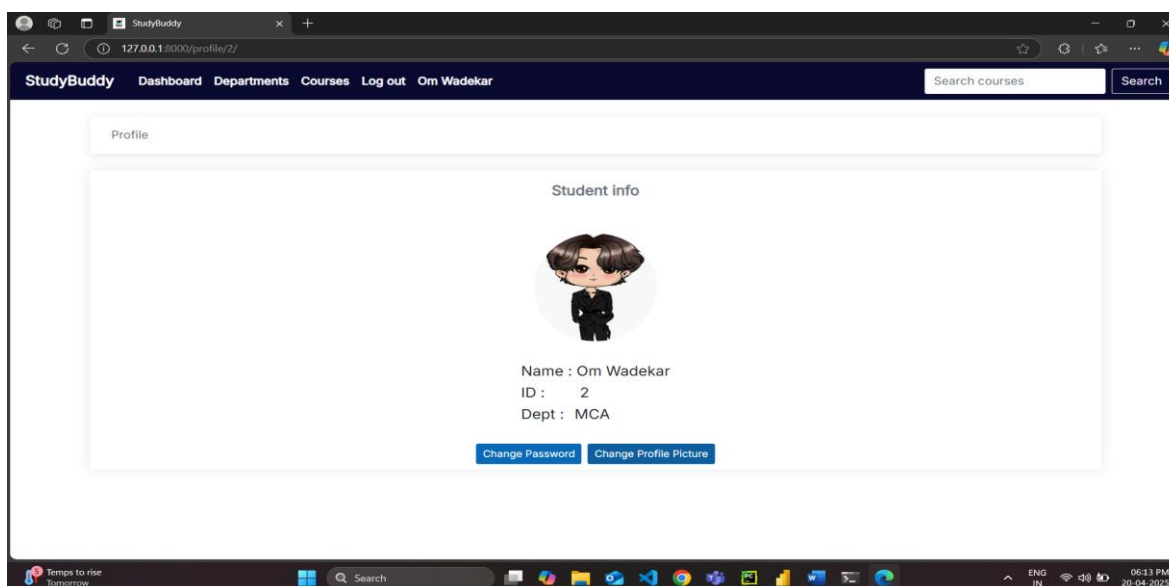 StudyBuddy
127.0.0.1:8000/profile/2/
StudyBuddy Dashboard Departments Courses Log out Om Wadekar Search courses Search
Profile
Student info
Name : Om Wadekar
ID : 2
Dept : MCA
Change Password Change Profile Picture
Temps to rise
Tomorrow
Search
ENG
IN
06:13 PM